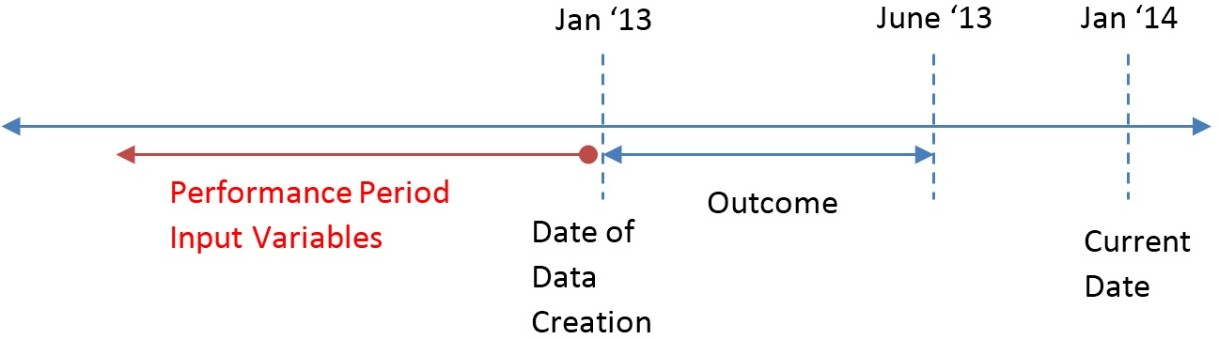 Jan ‘13
June ‘13
Jan ‘14
Performance Period
Input Variables
Date of
Data
Creation
Outcome
Current
Date